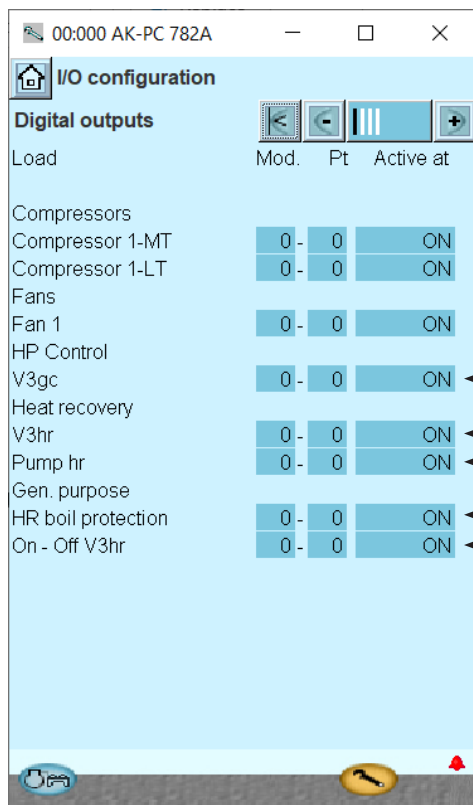 00:000 AK-PC 782A
I/O configuration
Digital outputs
Load Mod. Pt Active at
Compressors
Compressor 1-MT 0 - 0 ON
Compressor 1-LT 0 - 0 ON
Fans
Fan 1 0 - 0 ON
HP Control
V3gc 0 - 0 ON
Heat recovery
V3hr 0 - 0 ON
Pump hr 0 - 0 ON
Gen. purpose
HR boil protection 0 - 0 ON
On - Off V3hr 0 - 0 ON